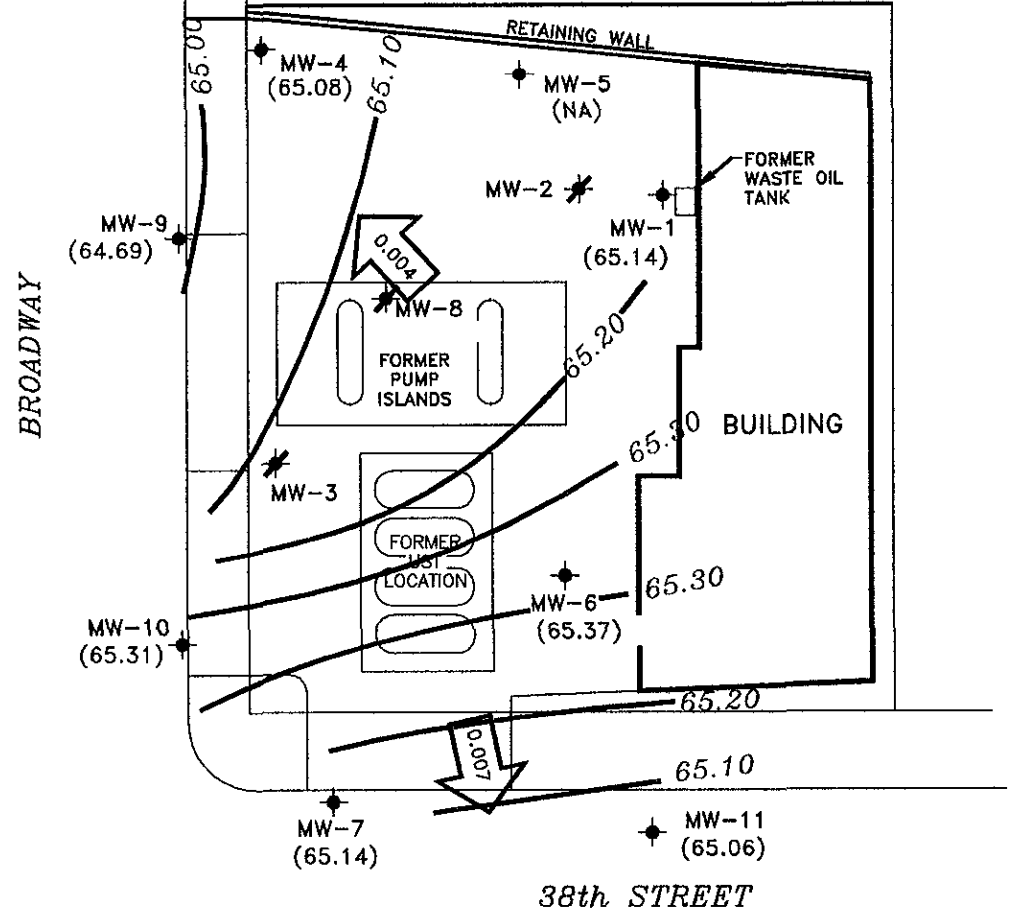 RETAINING WALL
65.00
MW-4
(65.08)
65.10
MW-5
(NA)
FORMER
WASTE OIL
TANK
MW-2
MW-1
(65.14)
MW-9
(64.69)
0.004
MW-8
BROADWAY
FORMER
PUMP
ISLANDS
65.20
65.30
BUILDING
MW-3
FORMER
UST
LOCATION
MW-6
(65.37)
65.30
MW-10
(65.31)
65.20
0.007
65.10
MW-7
(65.14)
MW-11
(65.06)
38th STREET